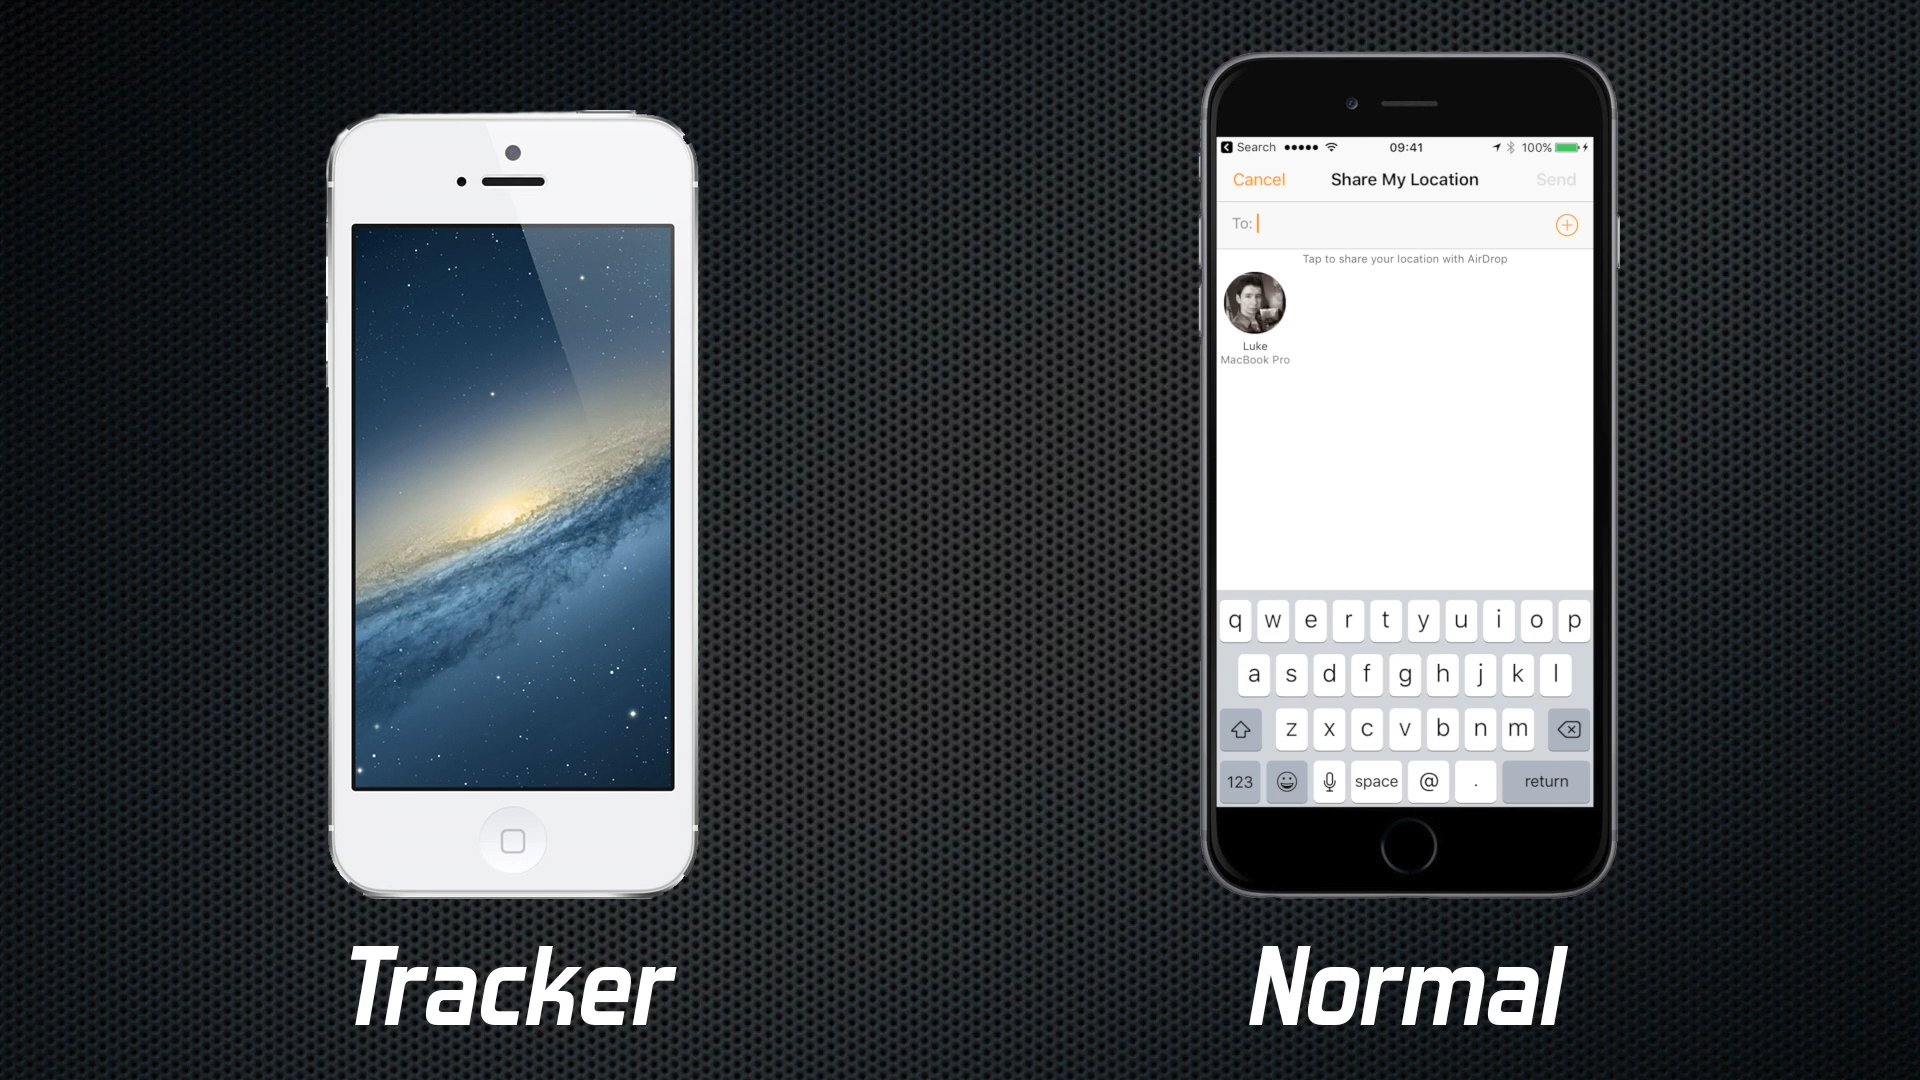 Search 09:41 100%
Cancel Share My Location Send
To:
Tap to share your location with AirDrop
Luke
MacBook Pro
q w e r t y u i o p
a s d f g h j k l
z x c v b n m
123 space @ . return
Tracker Normal